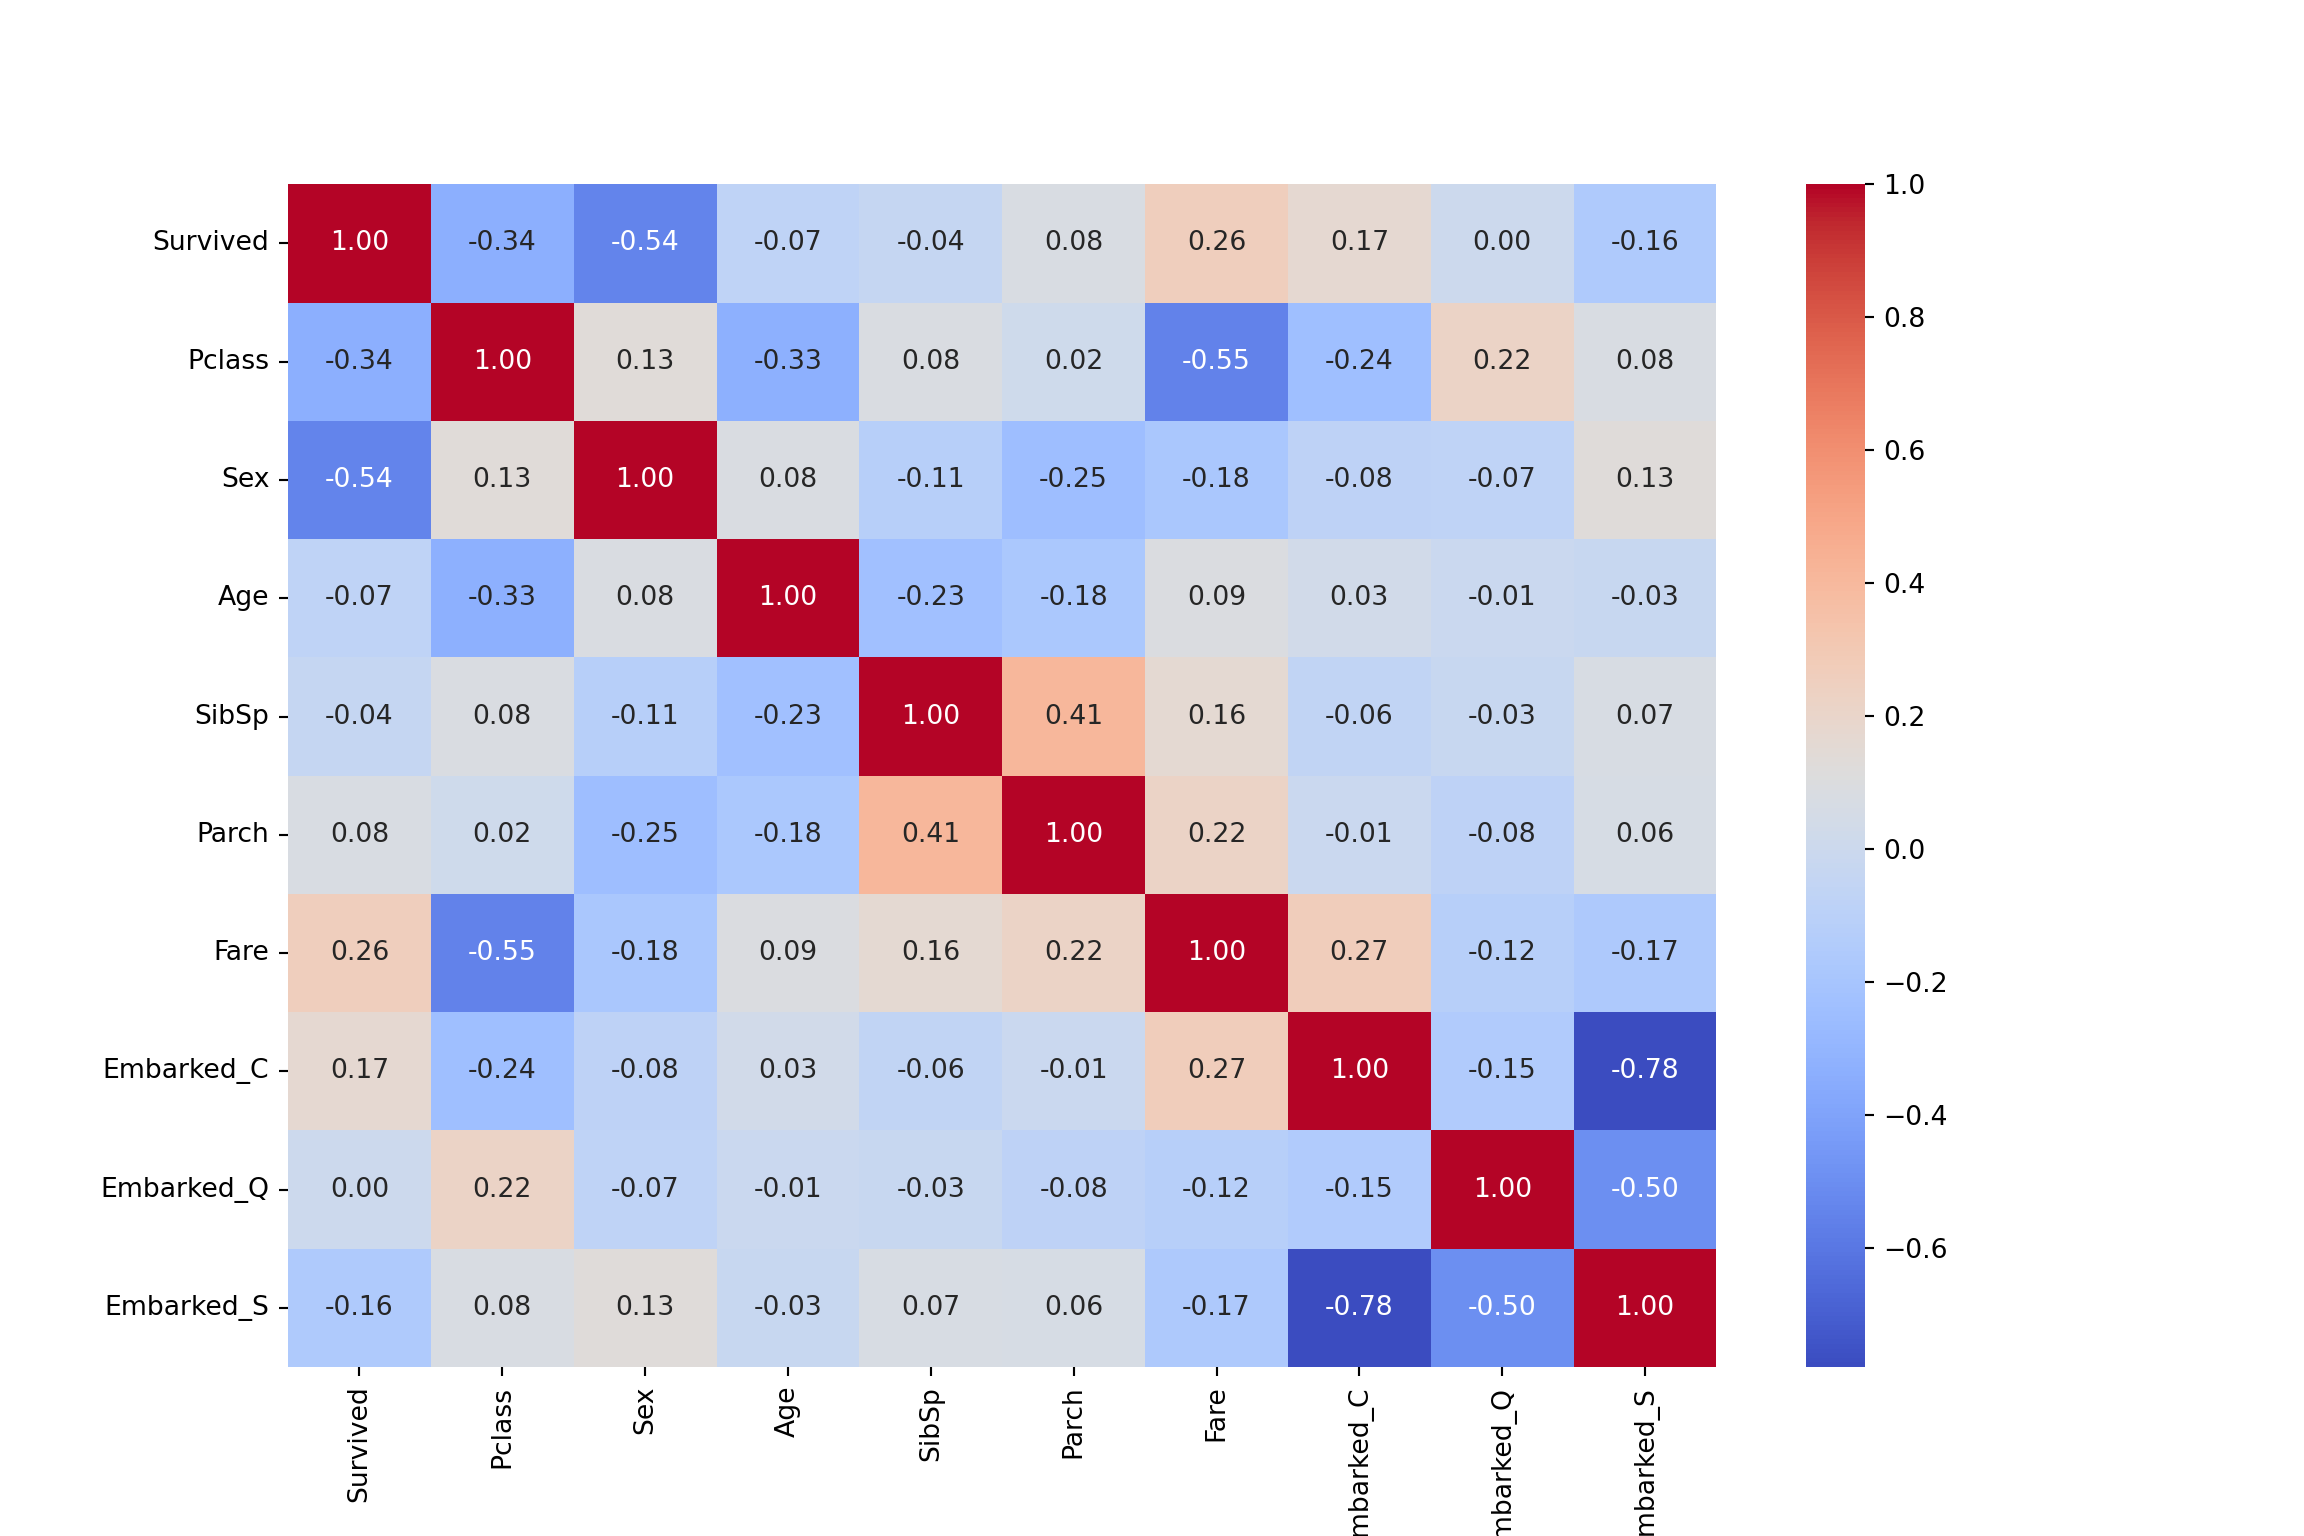 Survived 1.00 -0.34 -0.54 -0.07 -0.04 0.08 0.26 0.17 0.00 -0.16
Pclass -0.34 1.00 0.13 -0.33 0.08 0.02 -0.55 -0.24 0.22 0.08
Sex -0.54 0.13 1.00 0.08 -0.11 -0.25 -0.18 -0.08 -0.07 0.13
Age -0.07 -0.33 0.08 1.00 -0.23 -0.18 0.09 0.03 -0.01 -0.03
SibSp -0.04 0.08 -0.11 -0.23 1.00 0.41 0.16 -0.06 -0.03 0.07
Parch 0.08 0.02 -0.25 -0.18 0.41 1.00 0.22 -0.01 -0.08 0.06
Fare 0.26 -0.55 -0.18 0.09 0.16 0.22 1.00 0.27 -0.12 -0.17
Embarked_C 0.17 -0.24 -0.08 0.03 -0.06 -0.01 0.27 1.00 -0.15 -0.78
Embarked_Q 0.00 0.22 -0.07 -0.01 -0.03 -0.08 -0.12 -0.15 1.00 -0.50
Embarked_S -0.16 0.08 0.13 -0.03 0.07 0.06 -0.17 -0.78 -0.50 1.00
Survived
Pclass
Sex
Age
SibSp
Parch
Fare
mbarked_C
mbarked_Q
mbarked_S
1.0
0.8
0.6
0.4
0.2
0.0
−0.2
−0.4
−0.6